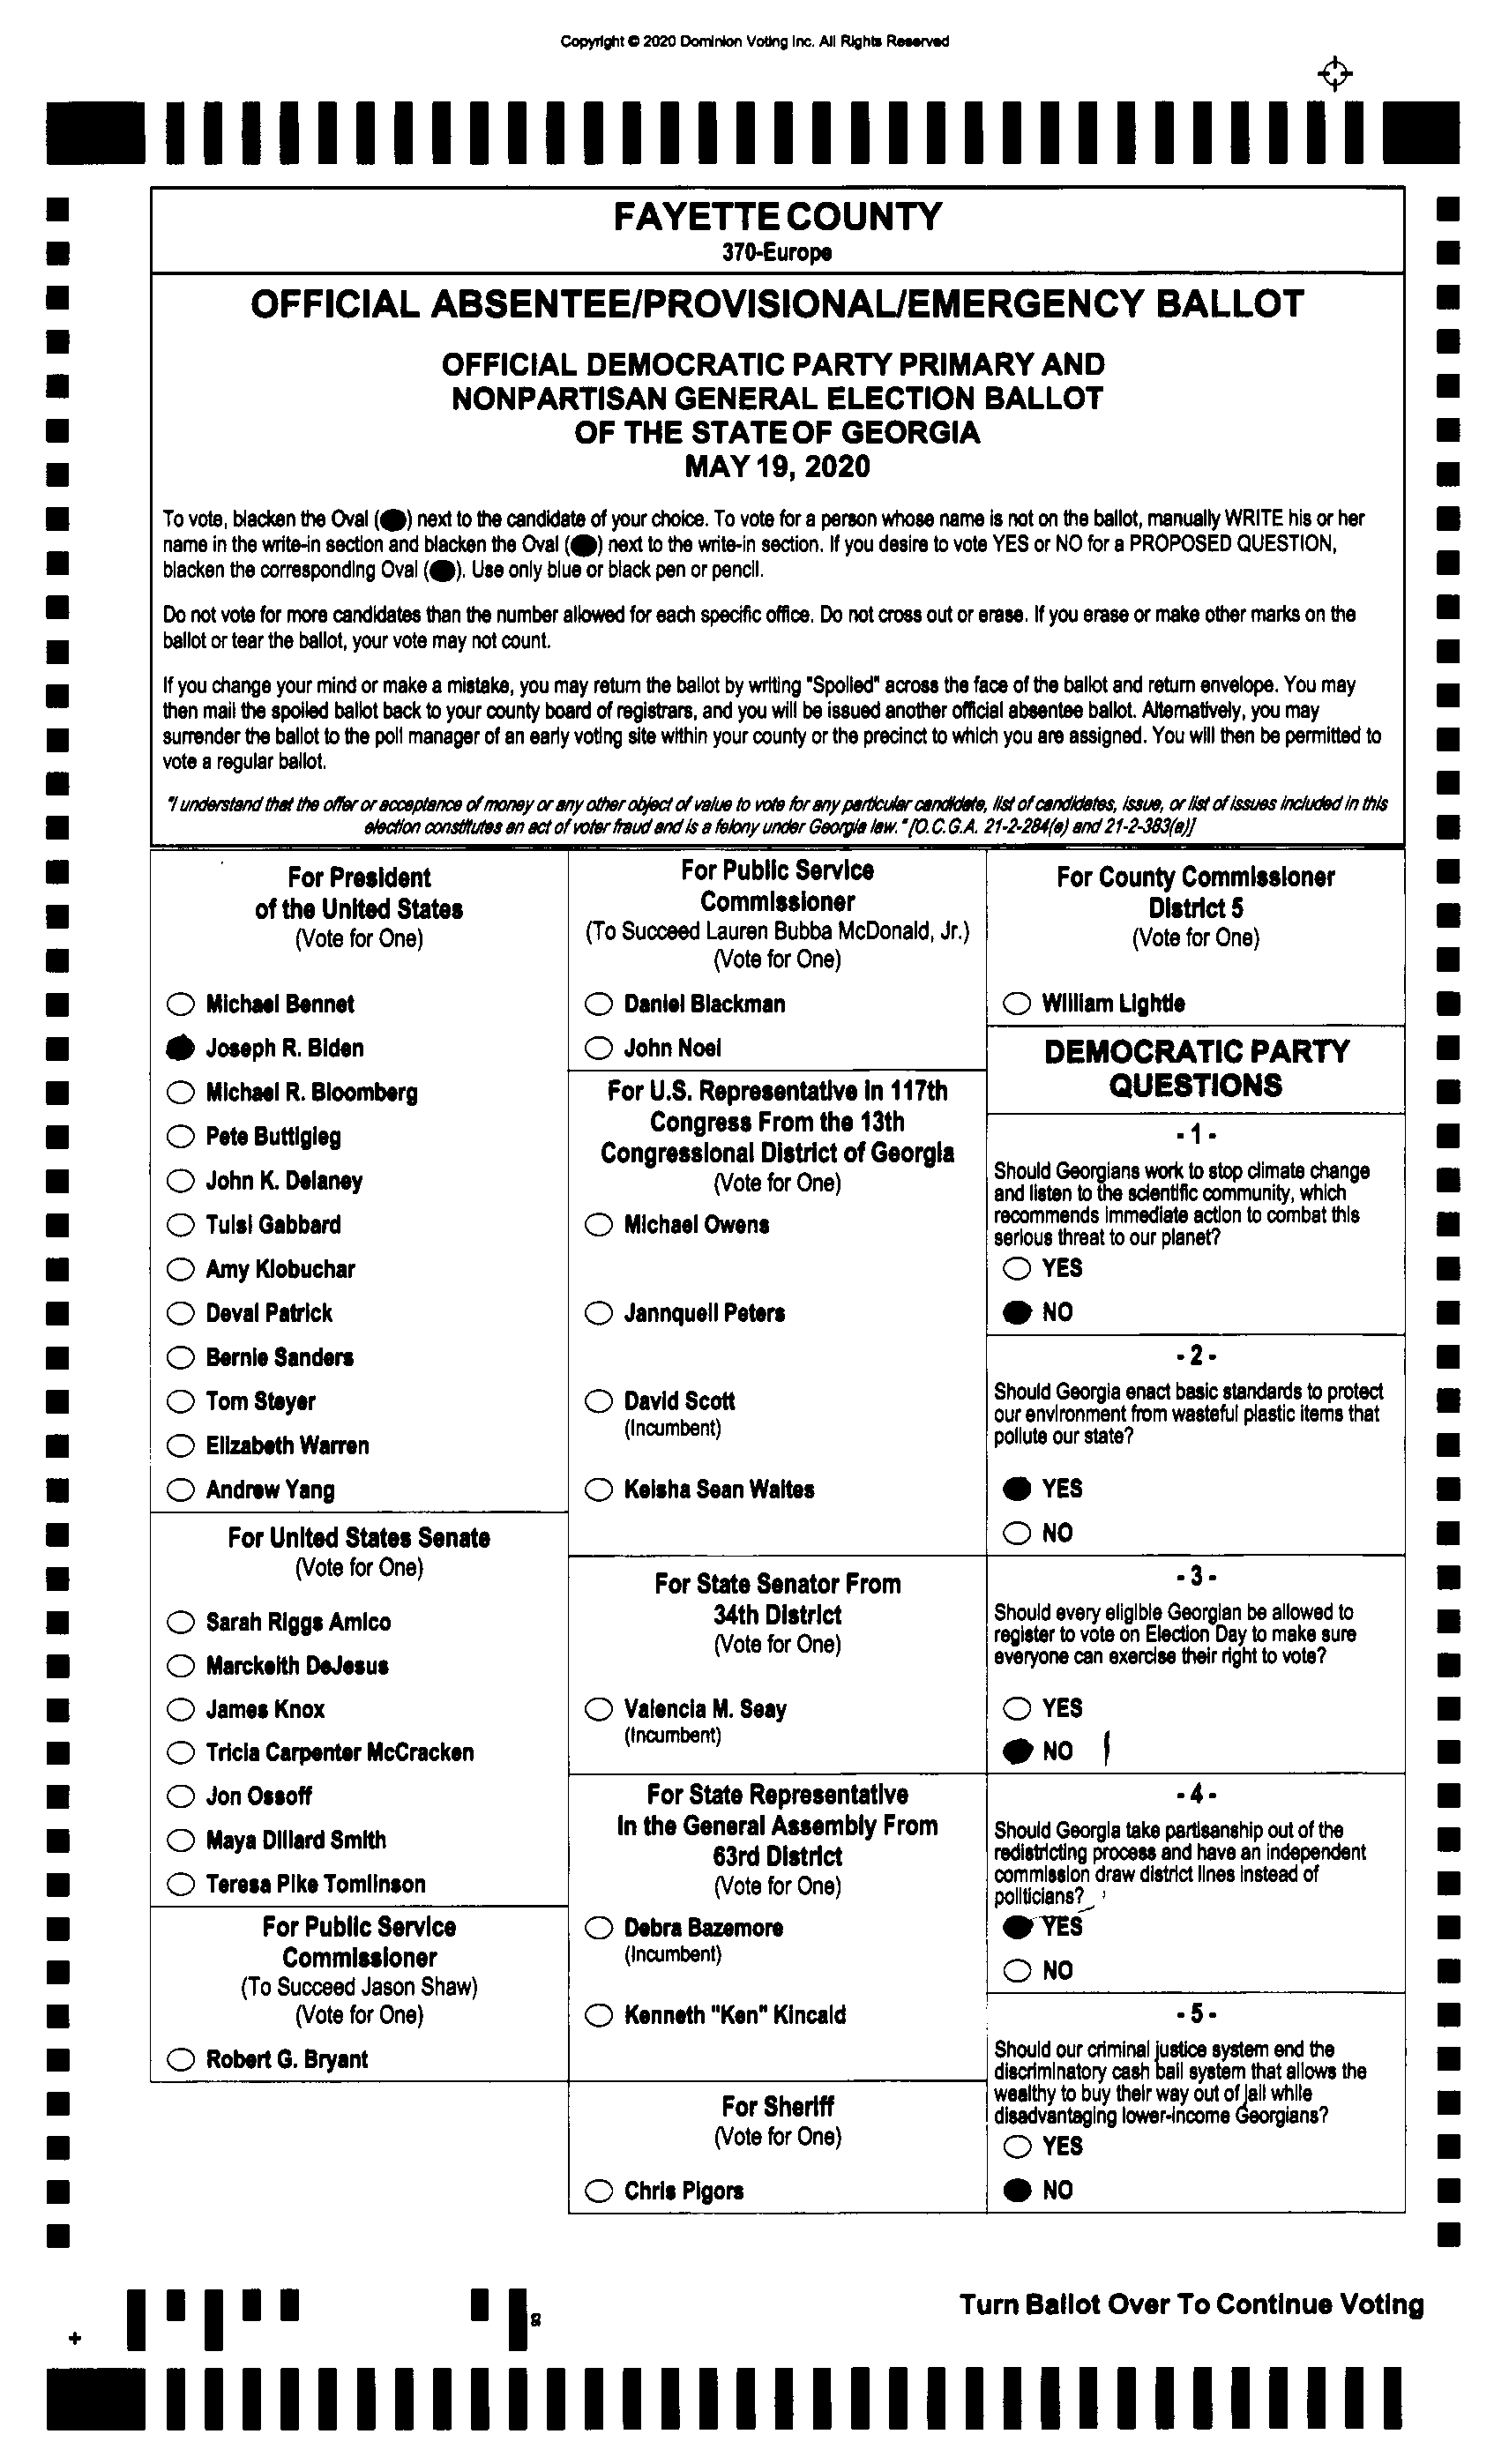 Copyright © 2020 Dominion Voting Inc. All Rights Reserved
FAYETTE COUNTY
370-Europe
OFFICIAL ABSENTEE/PROVISIONAL/EMERGENCY BALLOT
OFFICIAL DEMOCRATIC PARTY PRIMARY AND
NONPARTISAN GENERAL ELECTION BALLOT
OF THE STATE OF GEORGIA
MAY 19, 2020
To vote, blacken the Oval ( ) next to the candidate of your choice. To vote for a person whose name is not on the ballot, manually WRITE his or her
name in the write-in section and blacken the Oval ( ) next to the write-in section. If you desire to vote YES or NO for a PROPOSED QUESTION,
blacken the corresponding Oval ( ). Use only blue or black pen or pencil.
Do not vote for more candidates than the number allowed for each specific office. Do not cross out or erase. If you erase or make other marks on the
ballot or tear the ballot, your vote may not count.
If you change your mind or make a mistake, you may return the ballot by writing "Spoiled" across the face of the ballot and return envelope. You may
then mail the spoiled ballot back to your county board of registrars, and you will be issued another official absentee ballot. Alternatively, you may
surrender the ballot to the poll manager of an early voting site within your county or the precinct to which you are assigned. You will then be permitted to
vote a regular ballot.
"I understand that the offer or acceptance of money or any other object of value to vote for any particular candidate, list of candidates, issue, or list of issues included in this
election constitutes an act of voter fraud and is a felony under Georgia law." [O.C.G.A. 21-2-284(e) and 21-2-383(a)]
For President
of the United States
(Vote for One)
Michael Bennet
Joseph R. Biden
Michael R. Bloomberg
Pete Buttigieg
John K. Delaney
Tulsi Gabbard
Amy Klobuchar
Deval Patrick
Bernie Sanders
Tom Steyer
Elizabeth Warren
Andrew Yang
For United States Senate
(Vote for One)
Sarah Riggs Amico
Marckeith DeJesus
James Knox
Tricia Carpenter McCracken
Jon Ossoff
Maya Dillard Smith
Teresa Pike Tomlinson
For Public Service
Commissioner
(To Succeed Jason Shaw)
(Vote for One)
Robert G. Bryant
For Public Service
Commissioner
(To Succeed Lauren Bubba McDonald, Jr.)
(Vote for One)
Daniel Blackman
John Noel
For U.S. Representative in 117th
Congress From the 13th
Congressional District of Georgia
(Vote for One)
Michael Owens
Jannquell Peters
David Scott
(Incumbent)
Keisha Sean Waites
For State Senator From
34th District
(Vote for One)
Valencia M. Seay
(Incumbent)
For State Representative
In the General Assembly From
63rd District
(Vote for One)
Debra Bazemore
(Incumbent)
Kenneth "Ken" Kincaid
For Sheriff
(Vote for One)
Chris Pigors
For County Commissioner
District 5
(Vote for One)
William Lightle
DEMOCRATIC PARTY
QUESTIONS
- 1 -
Should Georgians work to stop climate change
and listen to the scientific community, which
recommends immediate action to combat this
serious threat to our planet?
YES
NO
- 2 -
Should Georgia enact basic standards to protect
our environment from wasteful plastic items that
pollute our state?
YES
NO
- 3 -
Should every eligible Georgian be allowed to
register to vote on Election Day to make sure
everyone can exercise their right to vote?
YES
NO
- 4 -
Should Georgia take partisanship out of the
redistricting process and have an independent
commission draw district lines instead of
politicians?
YES
NO
- 5 -
Should our criminal justice system end the
discriminatory cash bail system that allows the
wealthy to buy their way out of jail while
disadvantaging lower-income Georgians?
YES
NO
Turn Ballot Over To Continue Voting